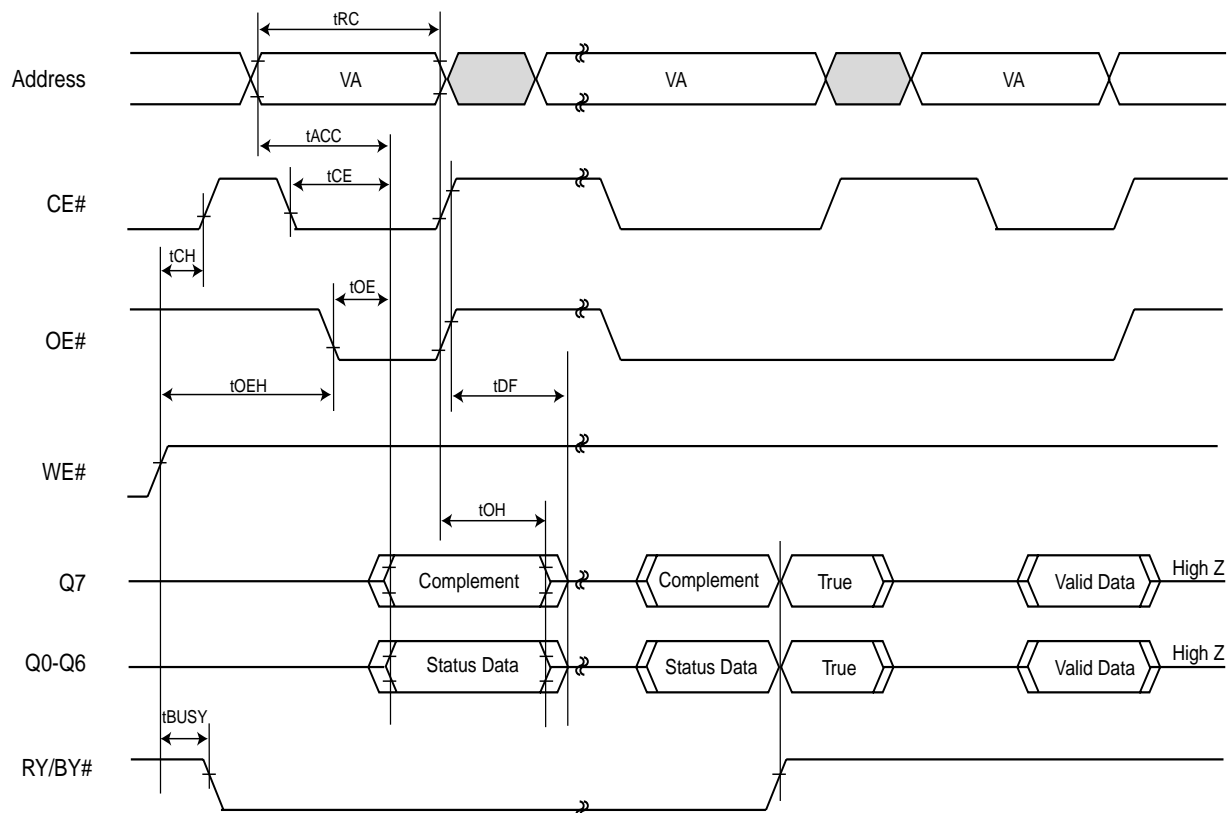 tRC
Address VA VA VA
tACC
tCE
CE#
tCH
tOE
OE#
tOEH
tDF
WE#
tOH
Q7 Complement Complement True Valid Data High Z
Q0-Q6 Status Data Status Data True Valid Data High Z
tBUSY
RY/BY#